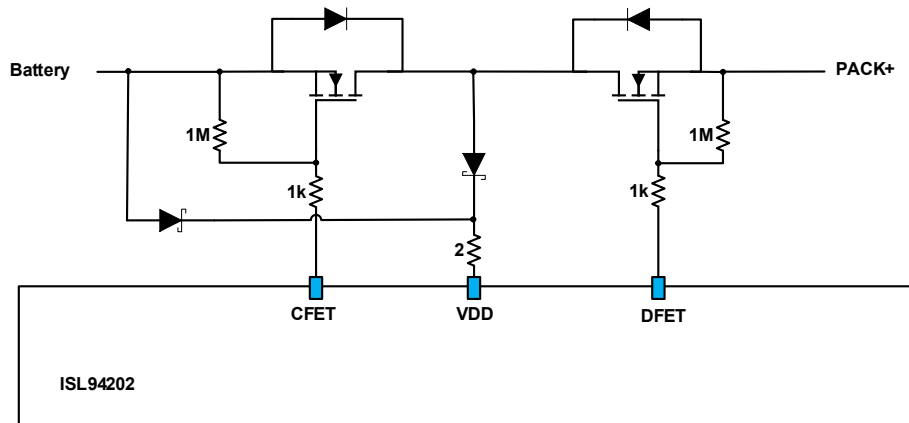 Battery
PACK+
1M
1M
1k
1k
2
CFET
VDD
DFET
ISL94202